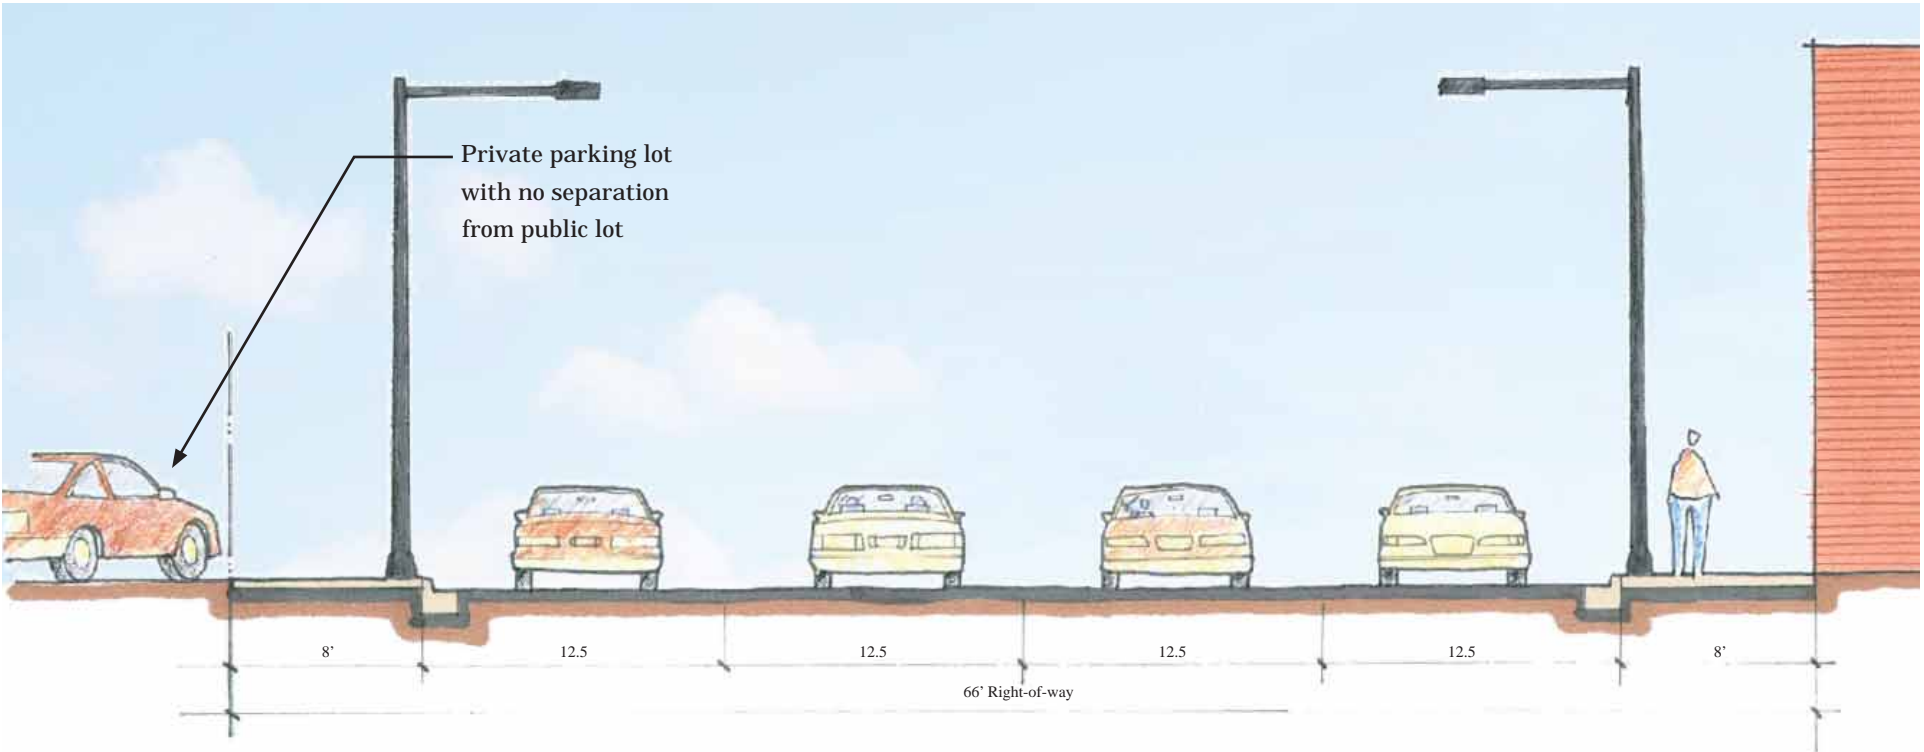 Private parking lot
with no separation
from public lot
8’ 12.5 12.5 12.5 12.5 8’
66’ Right-of-way